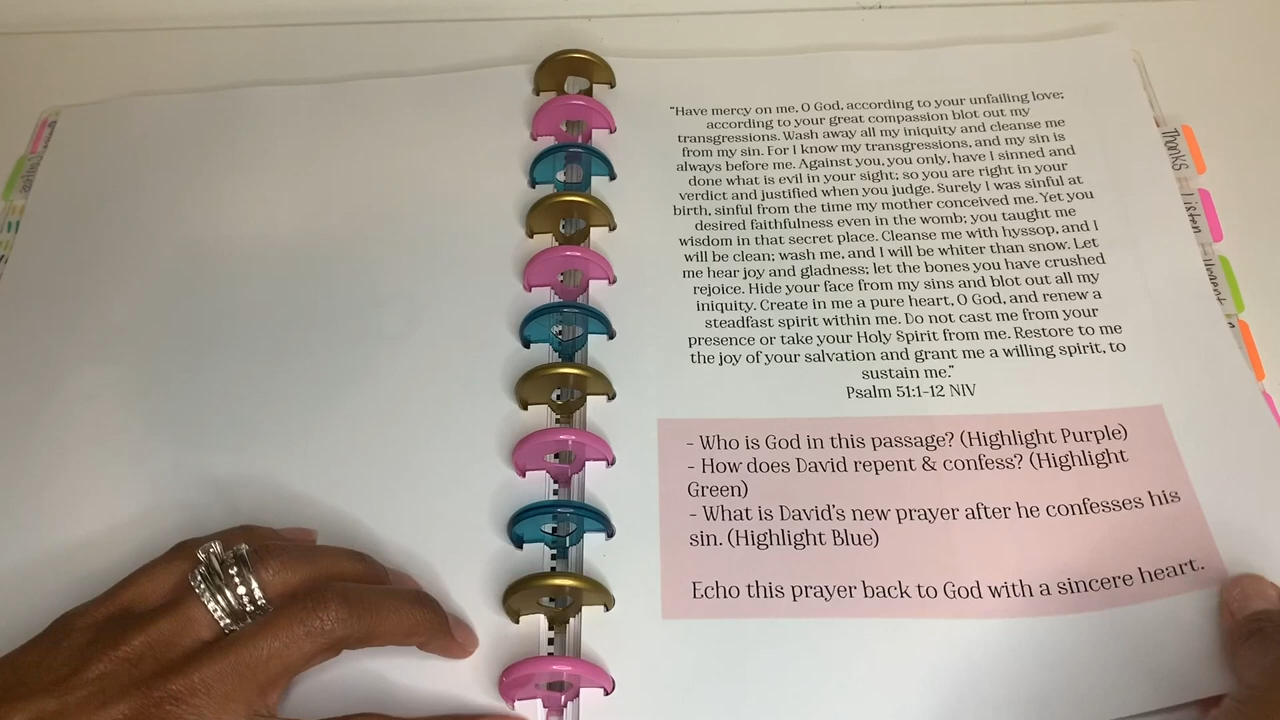 "Have mercy on me, O God, according to your unfailing love;
according to your great compassion blot out my
transgressions. Wash away all my iniquity and cleanse me
from my sin. For I know my transgressions, and my sin is
always before me. Against you, you only, have I sinned and
done what is evil in your sight; so you are right in your
verdict and justified when you judge. Surely I was sinful at
birth, sinful from the time my mother conceived me. Yet you
desired faithfulness even in the womb; you taught me
wisdom in that secret place. Cleanse me with hyssop, and I
will be clean; wash me, and I will be whiter than snow. Let
me hear joy and gladness; let the bones you have crushed
rejoice. Hide your face from my sins and blot out all my
iniquity. Create in me a pure heart, O God, and renew a
steadfast spirit within me. Do not cast me from your
presence or take your Holy Spirit from me. Restore to me
the joy of your salvation and grant me a willing spirit, to
sustain me."
Psalm 51:1-12 NIV
- Who is God in this passage? (Highlight Purple)
- How does David repent & confess? (Highlight
Green)
- What is David's new prayer after he confesses his
sin. (Highlight Blue)
Echo this prayer back to God with a sincere heart.
Thanks
Listen
Urgent